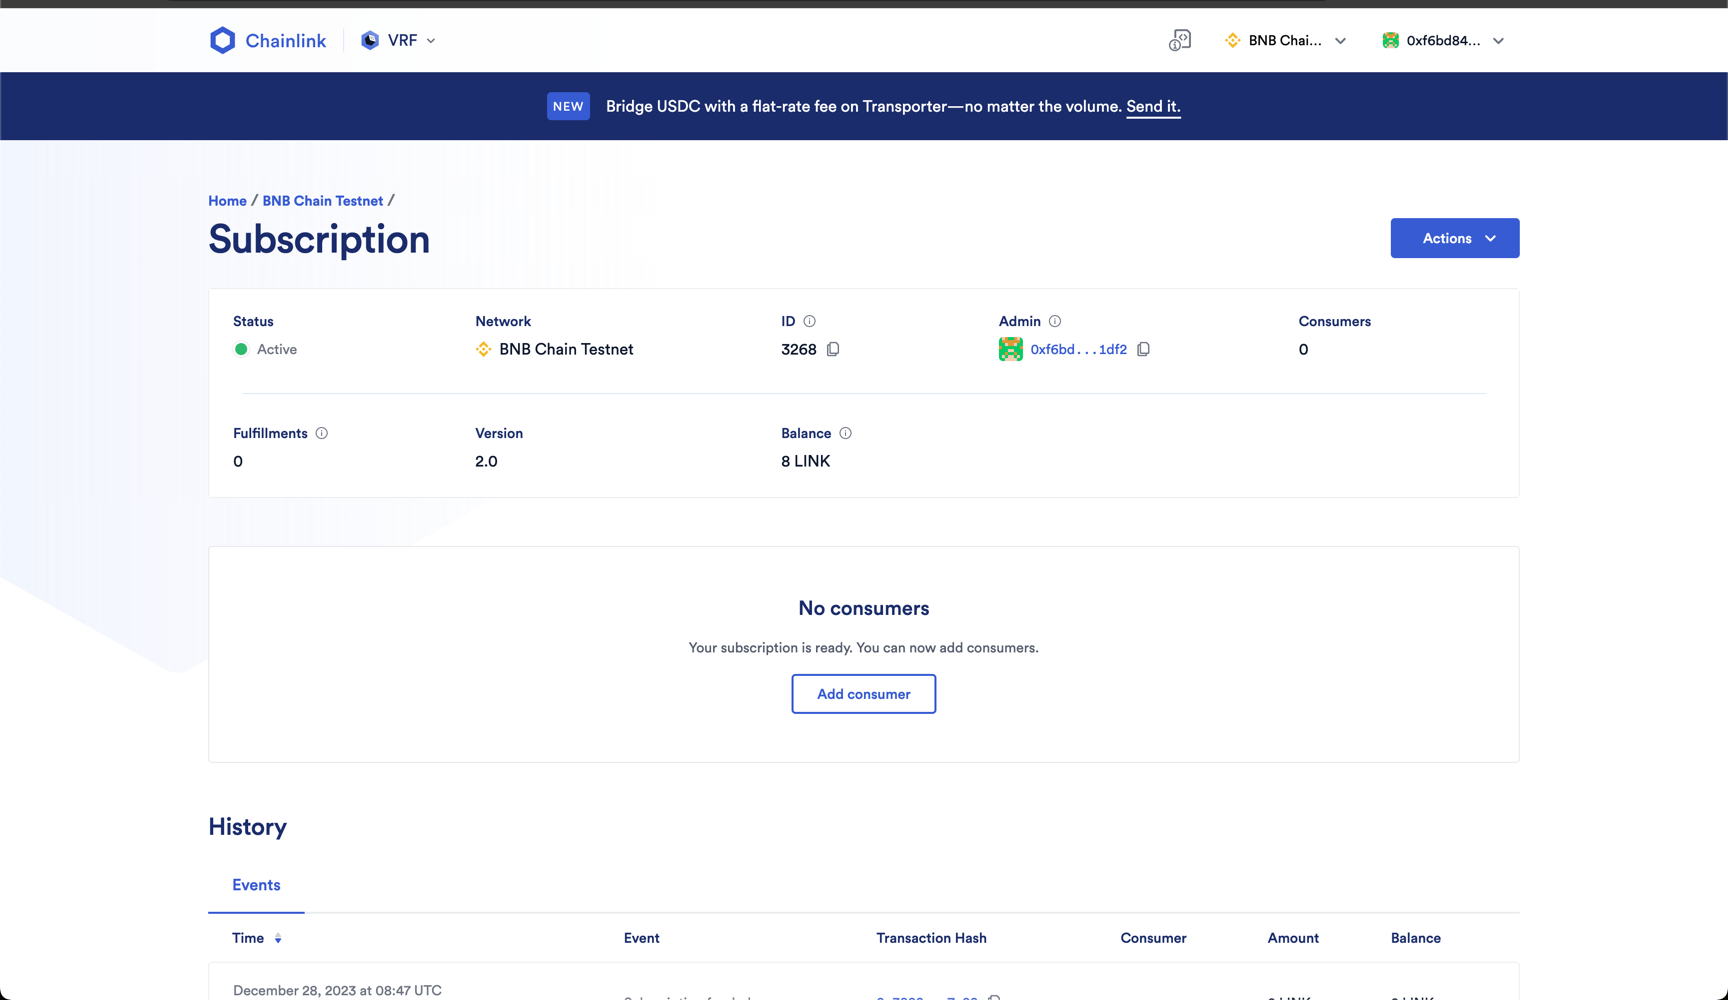 Chainlink VRF BNB Chai... 0xf6bd84...
NEW Bridge USDC with a flat-rate fee on Transporter—no matter the volume. Send it.
Home / BNB Chain Testnet /
Subscription
Actions
Status Network ID Admin Consumers
Active BNB Chain Testnet 3268 0xf6bd...1df2 0
Fulfillments Version Balance
0 2.0 8 LINK
No consumers
Your subscription is ready. You can now add consumers.
Add consumer
History
Events
Time Event Transaction Hash Consumer Amount Balance
December 28, 2023 at 08:47 UTC